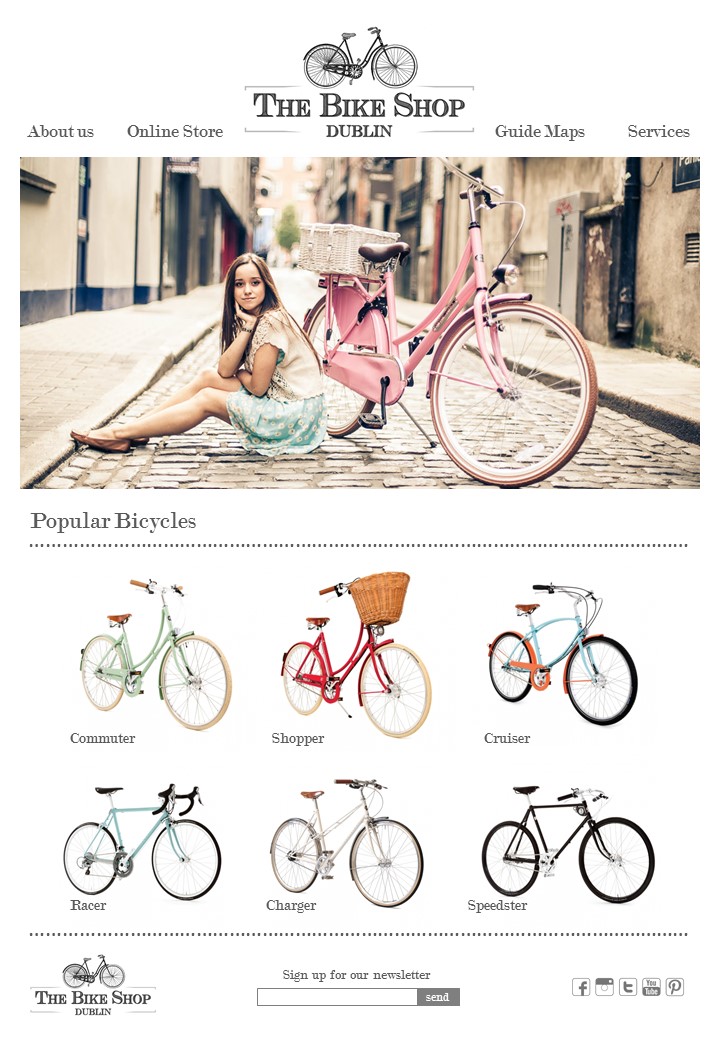 THE BIKE SHOP
DUBLIN
About us
Online Store
Guide Maps
Services
Popular Bicycles
Commuter
Shopper
Cruiser
Racer
Charger
Speedster
THE BIKE SHOP
DUBLIN
Sign up for our newsletter
send
You
Tube